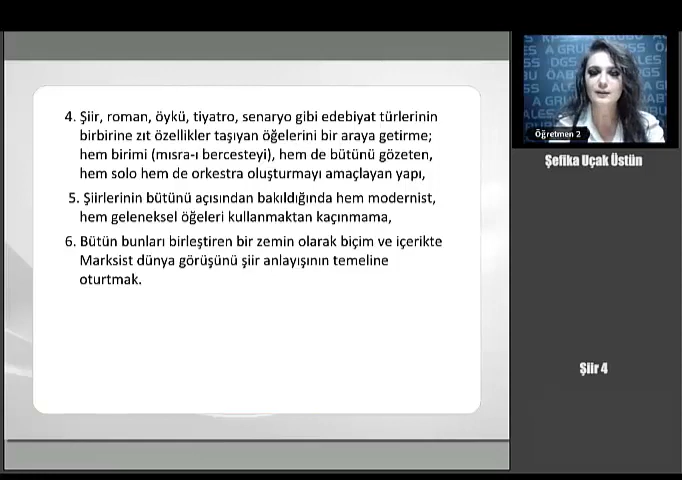 4. Şiir, roman, öykü, tiyatro, senaryo gibi edebiyat türlerinin
birbirine zıt özellikler taşıyan öğelerini bir araya getirme;
hem birimi (mısra-ı bercesteyi), hem de bütünü gözeten,
hem solo hem de orkestra oluşturmayı amaçlayan yapı,
5. Şiirlerinin bütünü açısından bakıldığında hem modernist,
hem geleneksel öğeleri kullanmaktan kaçınmama,
6. Bütün bunları birleştiren bir zemin olarak biçim ve içerikte
Marksist dünya görüşünü şiir anlayışının temeline
oturtmak.
Öğretmen 2
Şefika Uçak Üstün
Şiir 4